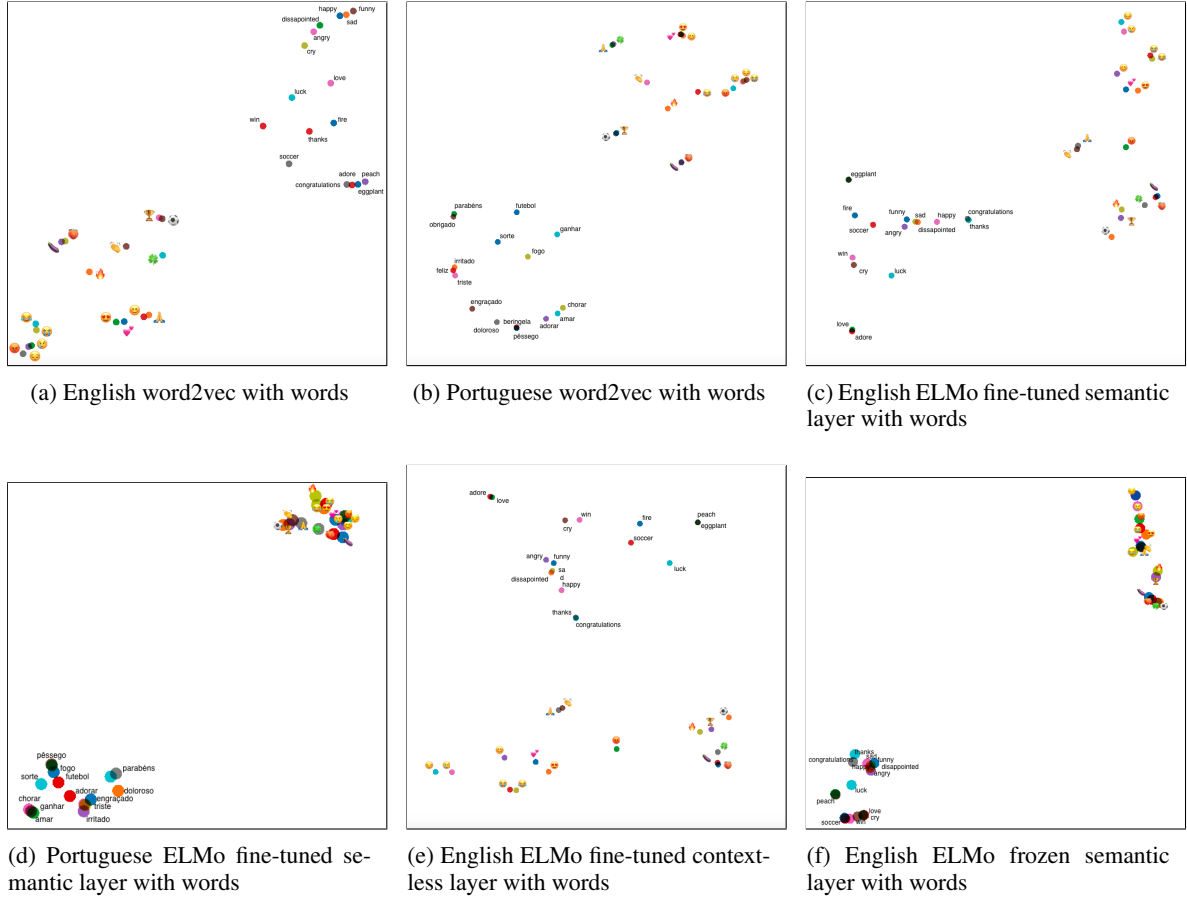 happy funny
dissapointed sad
angry
cry
love
luck
win fire
thanks
soccer
adore peach
congratulations eggplant
(a) English word2vec with words
parabéns futebol
obrigado
sorte ganhar
fogo
irritado
feliz
triste
engraçado chorar
doloroso beringela adorar amar
pêssego
(b) Portuguese word2vec with words
eggplant
fire funny sad happy congratulations
soccer angry dissapointed thanks
win
cry luck
love
adore
(c) English ELMo fine-tuned semantic
layer with words
pêssego
fogo parabéns
sorte futebol
adorar doloroso
chorar engraçado
ganhar triste
amar irritado
(d) Portuguese ELMo fine-tuned se-
mantic layer with words
adore
love
win fire peach
cry eggplant
soccer
angry funny
sa luck
dissapointed d
happy
thanks
congratulations
(e) English ELMo fine-tuned context-
less layer with words
thanks
congratulations sad funny
happy disappointed
angry
luck
peach
love
soccer win cry
(f) English ELMo frozen semantic
layer with words